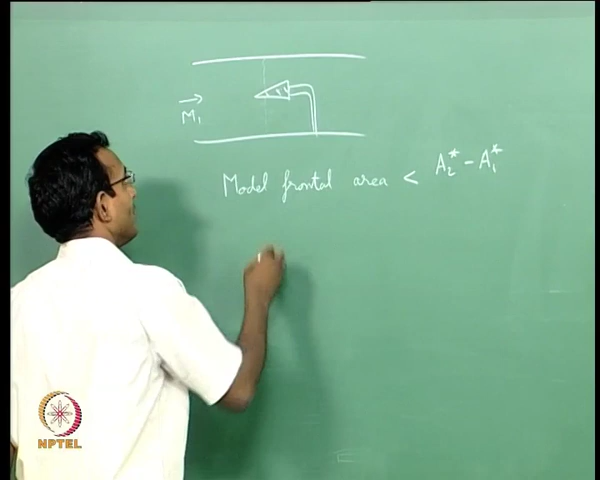 M₁
Model frontal area < A₂* - A₁*
NPTEL